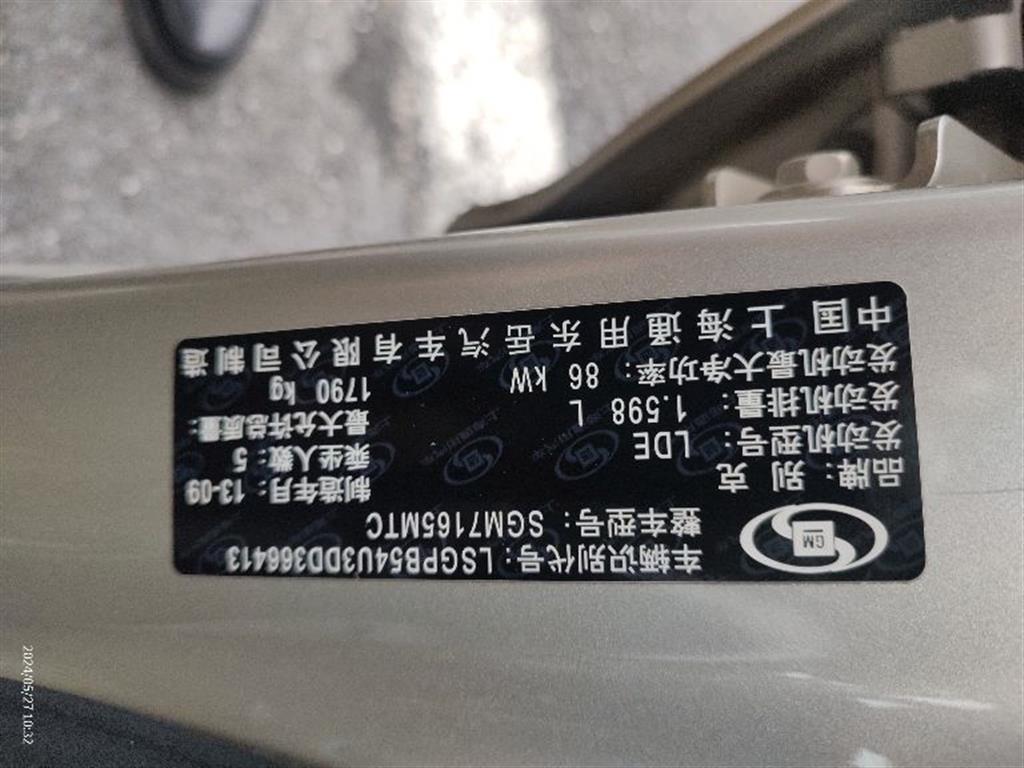 车辆识别代号:LSGPB54U3DD366413
整车型号: SGM7165MTC
GM
品牌: 别 克
制造年月:13-09
发动机型号: LDE
乘坐人数:5
发动机排量: 1.598 L
最大允许总质量:
1790 kg
发动机最大净功率: 86 kW
中国 上海通用东岳汽车有限公司制造
2024/05/27 10:32